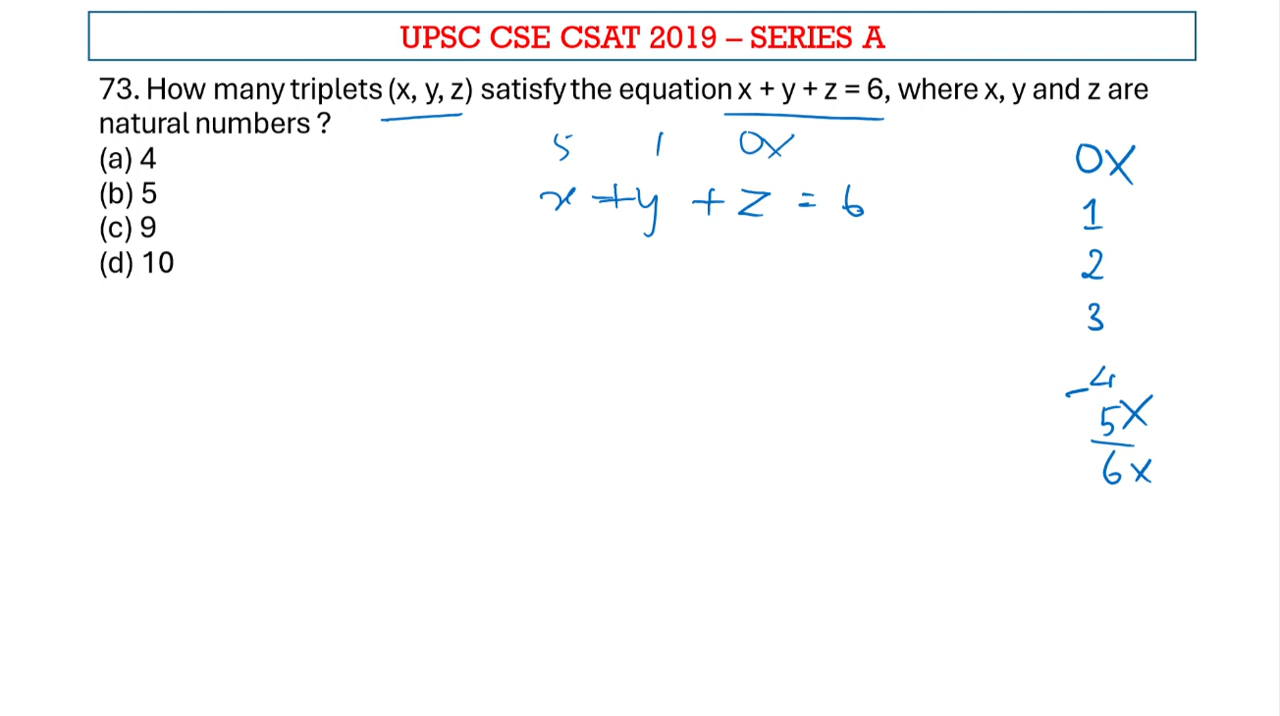 UPSC CSE CSAT 2019 – SERIES A
73. How many triplets (x, y, z) satisfy the equation x + y + z = 6, where x, y and z are
natural numbers ?
(a) 4
(b) 5
(c) 9
(d) 10
5 1 0x
x + y + z = 6
0x
1
2
3
4
5x
6x